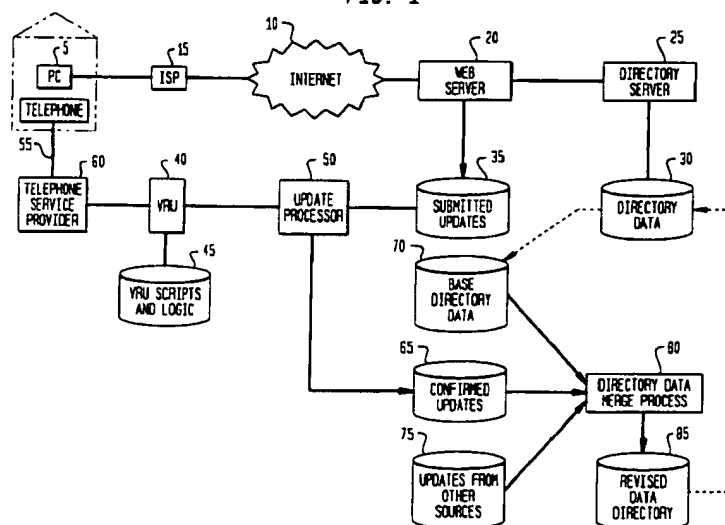 FIG. 1
5
15
10
20
25
PC
ISP
INTERNET
WEB
SERVER
DIRECTORY
SERVER
TELEPHONE
55
60
40
50
35
30
TELEPHONE
SERVICE
PROVIDER
VRU
UPDATE
PROCESSOR
SUBMITTED
UPDATES
DIRECTORY
DATA
45
VRU SCRIPTS
AND LOGIC
70
BASE
DIRECTORY
DATA
65
CONFIRMED
UPDATES
80
DIRECTORY DATA
MERGE PROCESS
75
UPDATES FROM
OTHER
SOURCES
85
REVISED
DATA
DIRECTORY